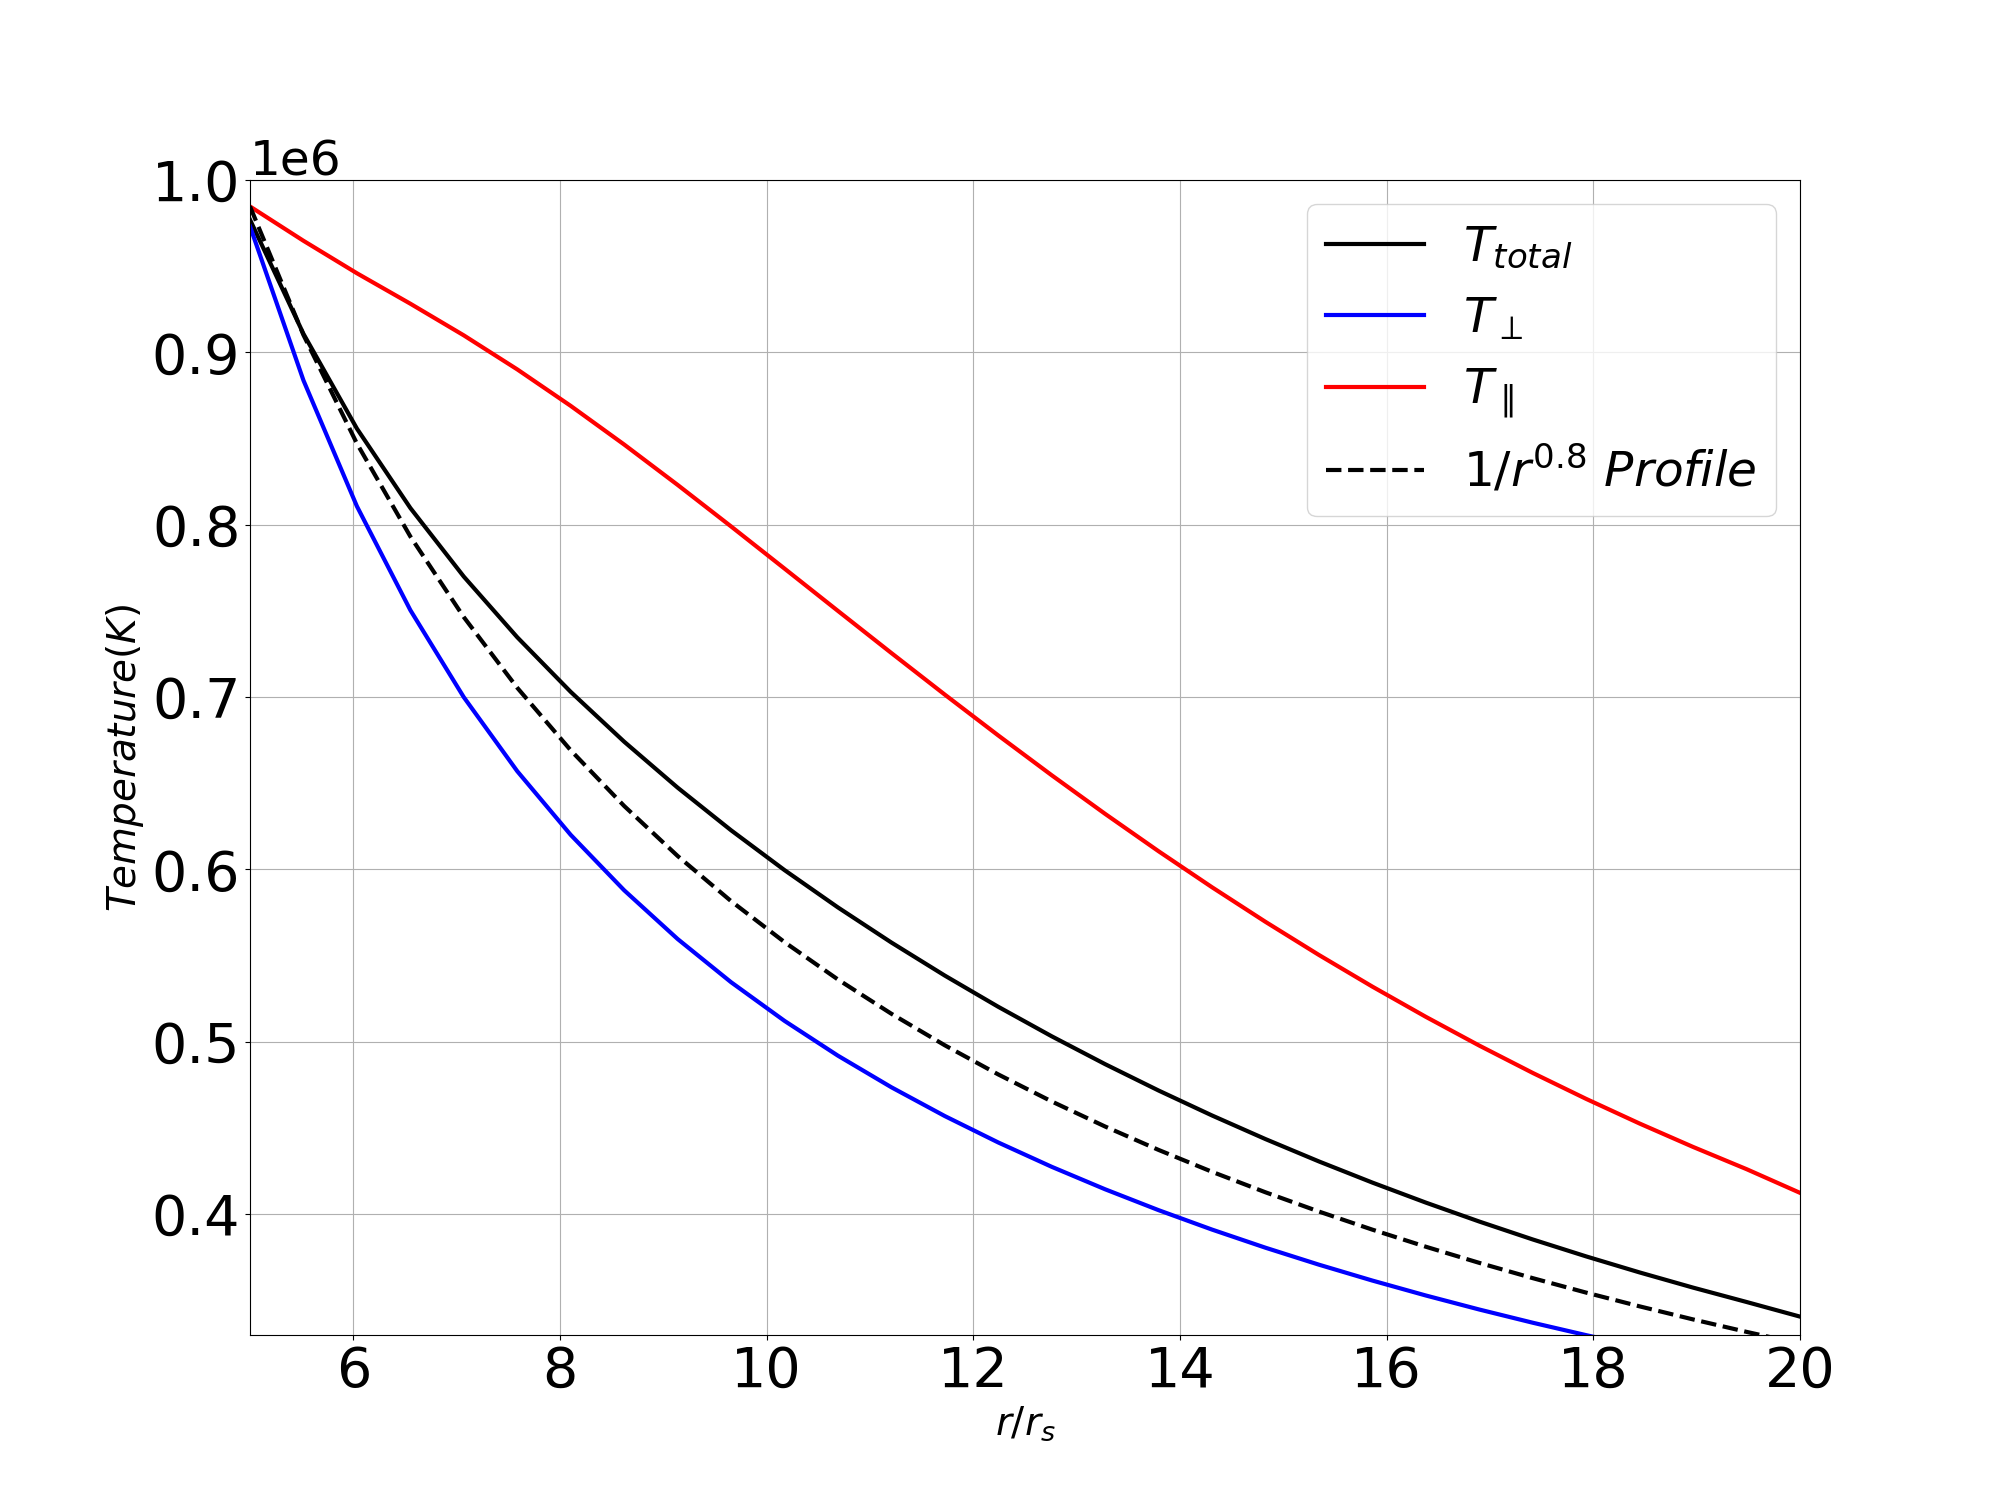 1e6
1.0
0.9
0.8
0.7
0.6
0.5
0.4
Temperature(K)
T_total
T_⊥
T_∥
1/r^0.8 Profile
6 8 10 12 14 16 18 20
r/r_s